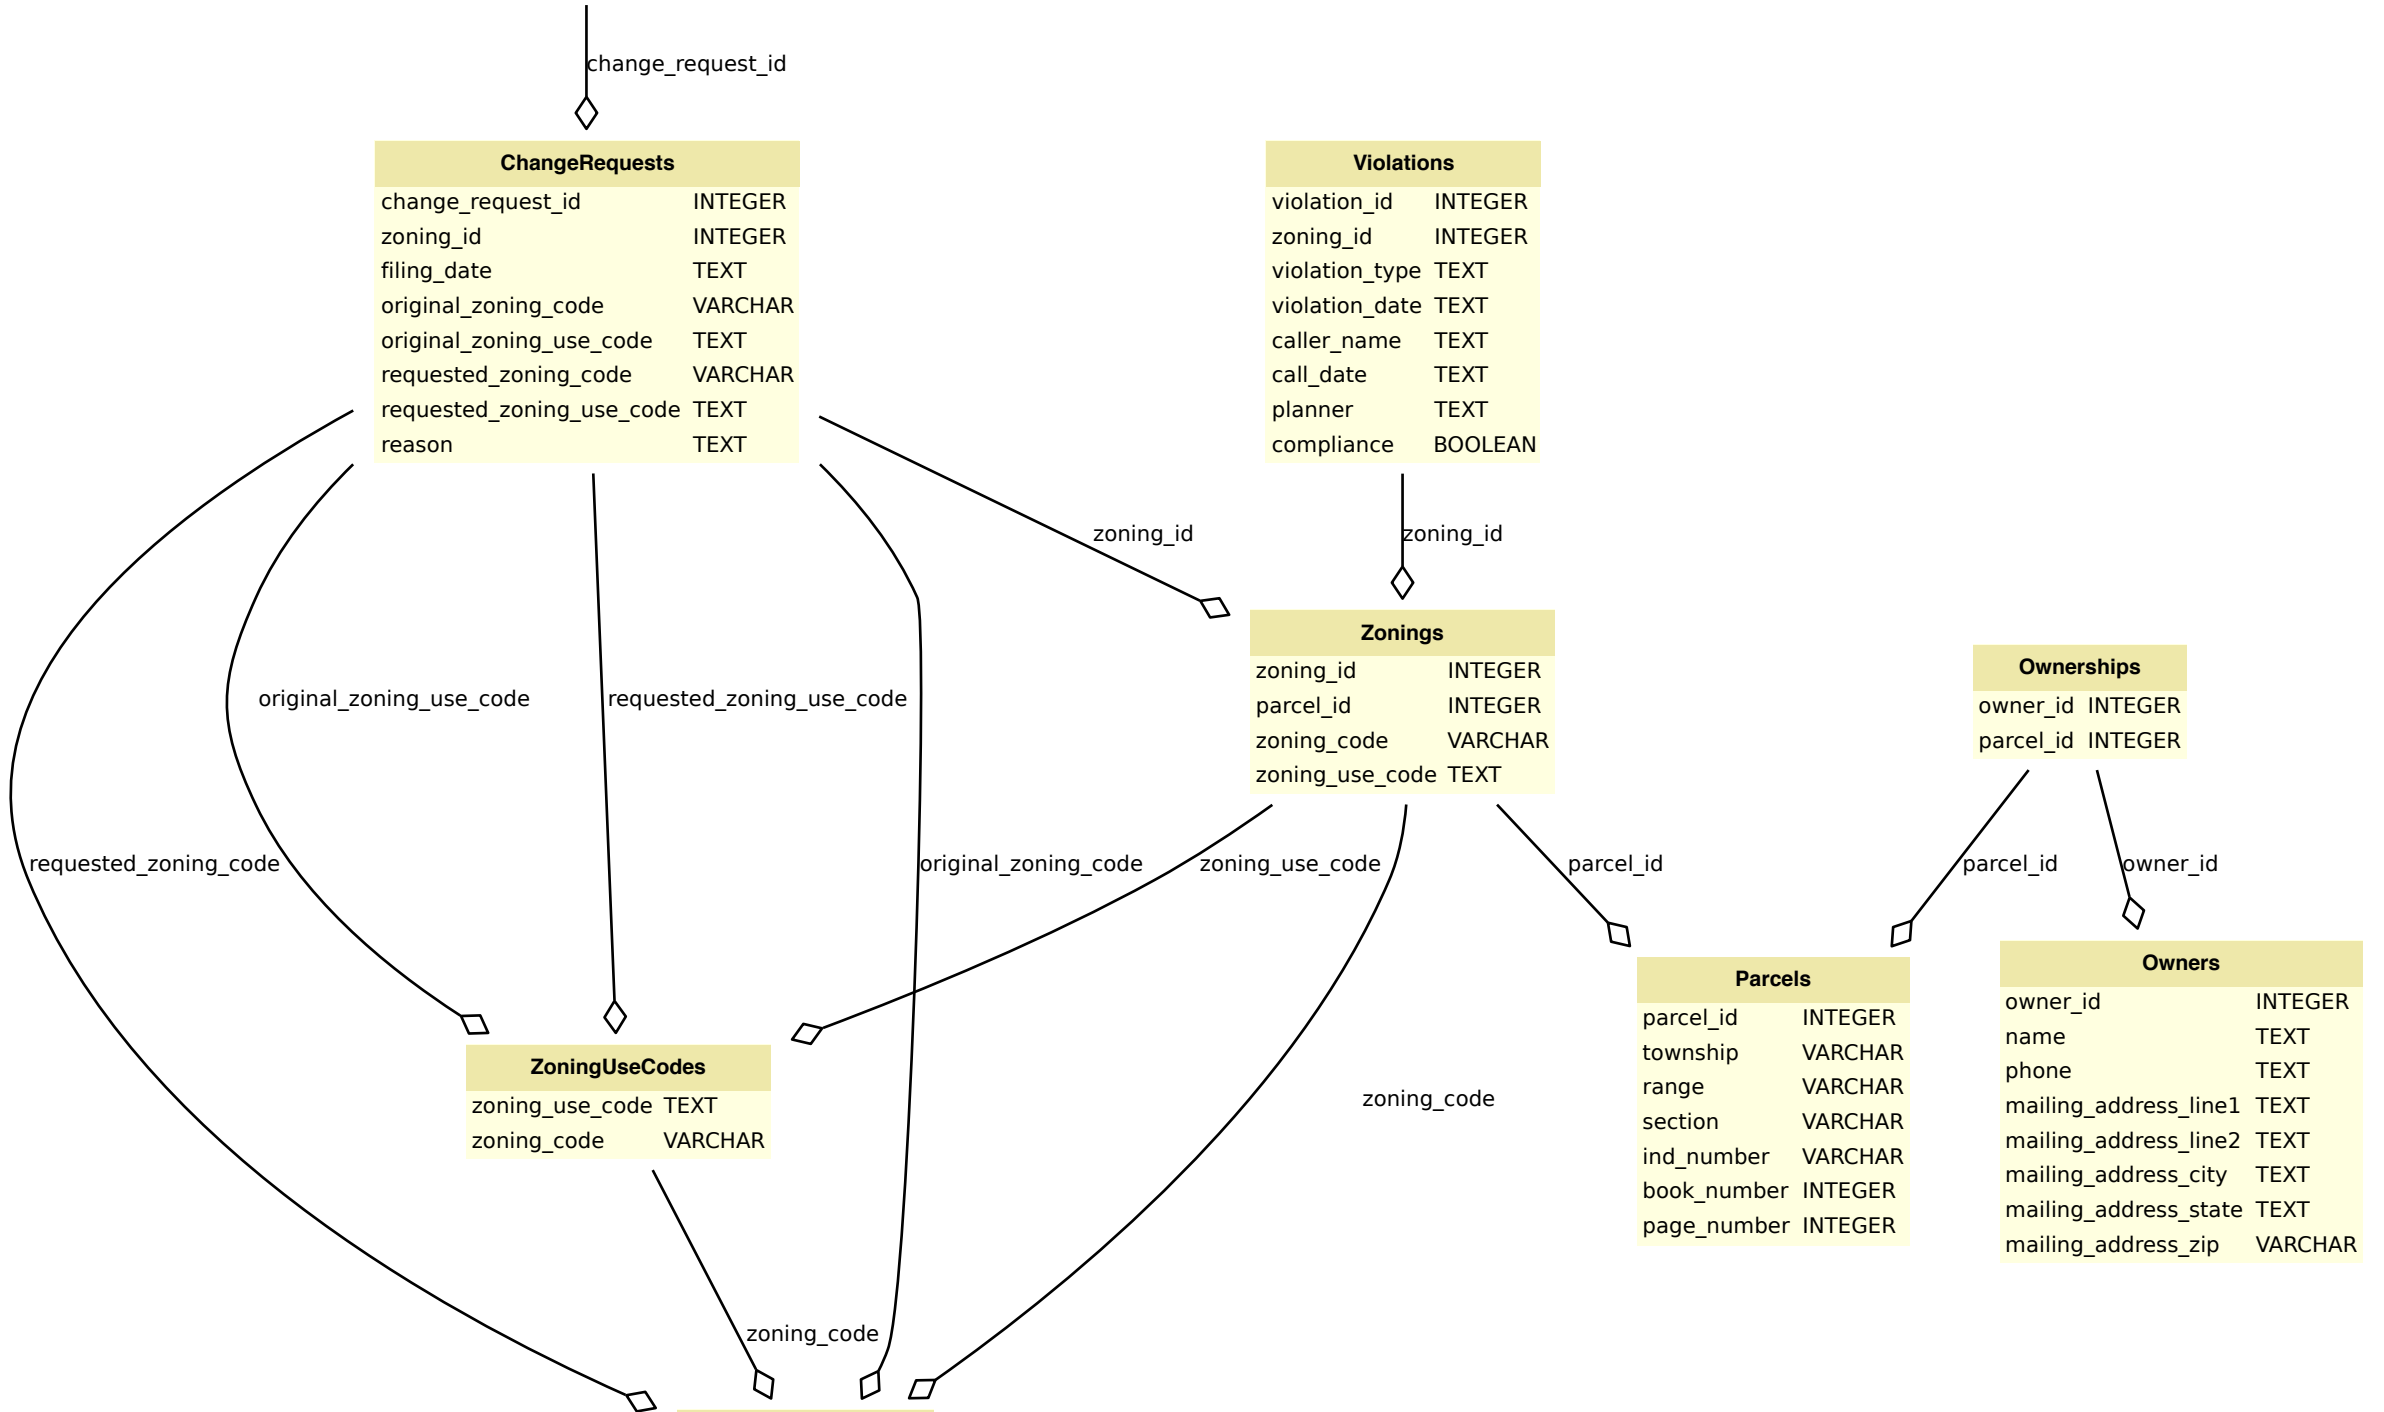 change_request_id
ChangeRequests
change_request_id INTEGER
zoning_id INTEGER
filing_date TEXT
original_zoning_code VARCHAR
original_zoning_use_code TEXT
requested_zoning_code VARCHAR
requested_zoning_use_code TEXT
reason TEXT
Violations
violation_id INTEGER
zoning_id INTEGER
violation_type TEXT
violation_date TEXT
caller_name TEXT
call_date TEXT
planner TEXT
compliance BOOLEAN
zoning_id
zoning_id
Zonings
zoning_id INTEGER
parcel_id INTEGER
zoning_code VARCHAR
zoning_use_code TEXT
Ownerships
owner_id INTEGER
parcel_id INTEGER
original_zoning_use_code
requested_zoning_use_code
requested_zoning_code
original_zoning_code
zoning_use_code
parcel_id
parcel_id
owner_id
ZoningUseCodes
zoning_use_code TEXT
zoning_code VARCHAR
zoning_code
Parcels
parcel_id INTEGER
township VARCHAR
range VARCHAR
section VARCHAR
ind_number VARCHAR
book_number INTEGER
page_number INTEGER
Owners
owner_id INTEGER
name TEXT
phone TEXT
mailing_address_line1 TEXT
mailing_address_line2 TEXT
mailing_address_city TEXT
mailing_address_state TEXT
mailing_address_zip VARCHAR
zoning_code